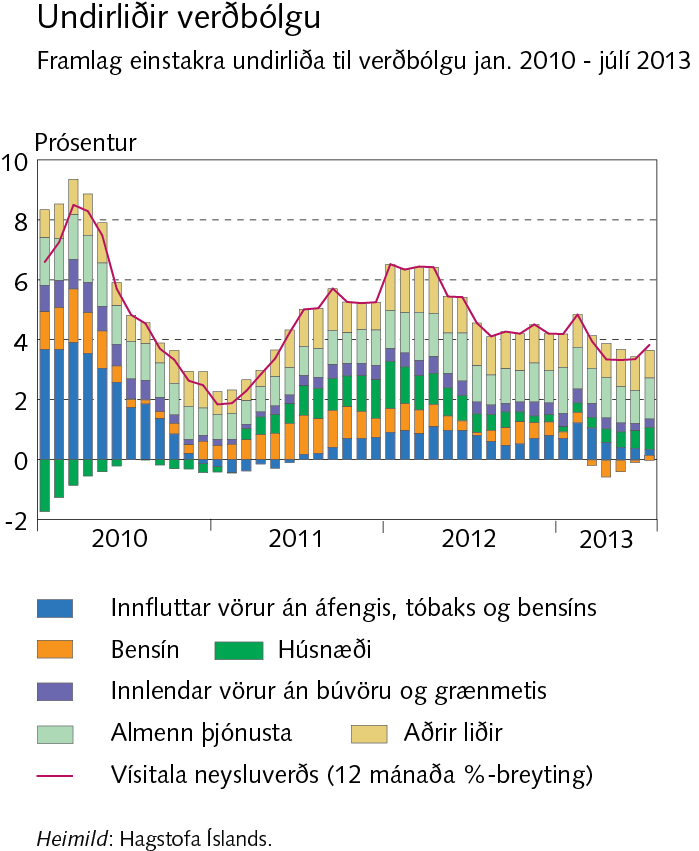 Undirliðir verðbólgu
Framlag einstakra undirliða til verðbólgu jan. 2010 - júlí 2013
Prósentur
10
8
6
4
2
0
-2
2010 2011 2012 2013
Innfluttar vörur án áfengis, tóbaks og bensíns
Bensín Húsnæði
Innlendar vörur án búvöru og grænmetis
Almenn þjónusta Aðrir liðir
Vísitala neysluverðs (12 mánaða %-breyting)
Heimild: Hagstofa Íslands.